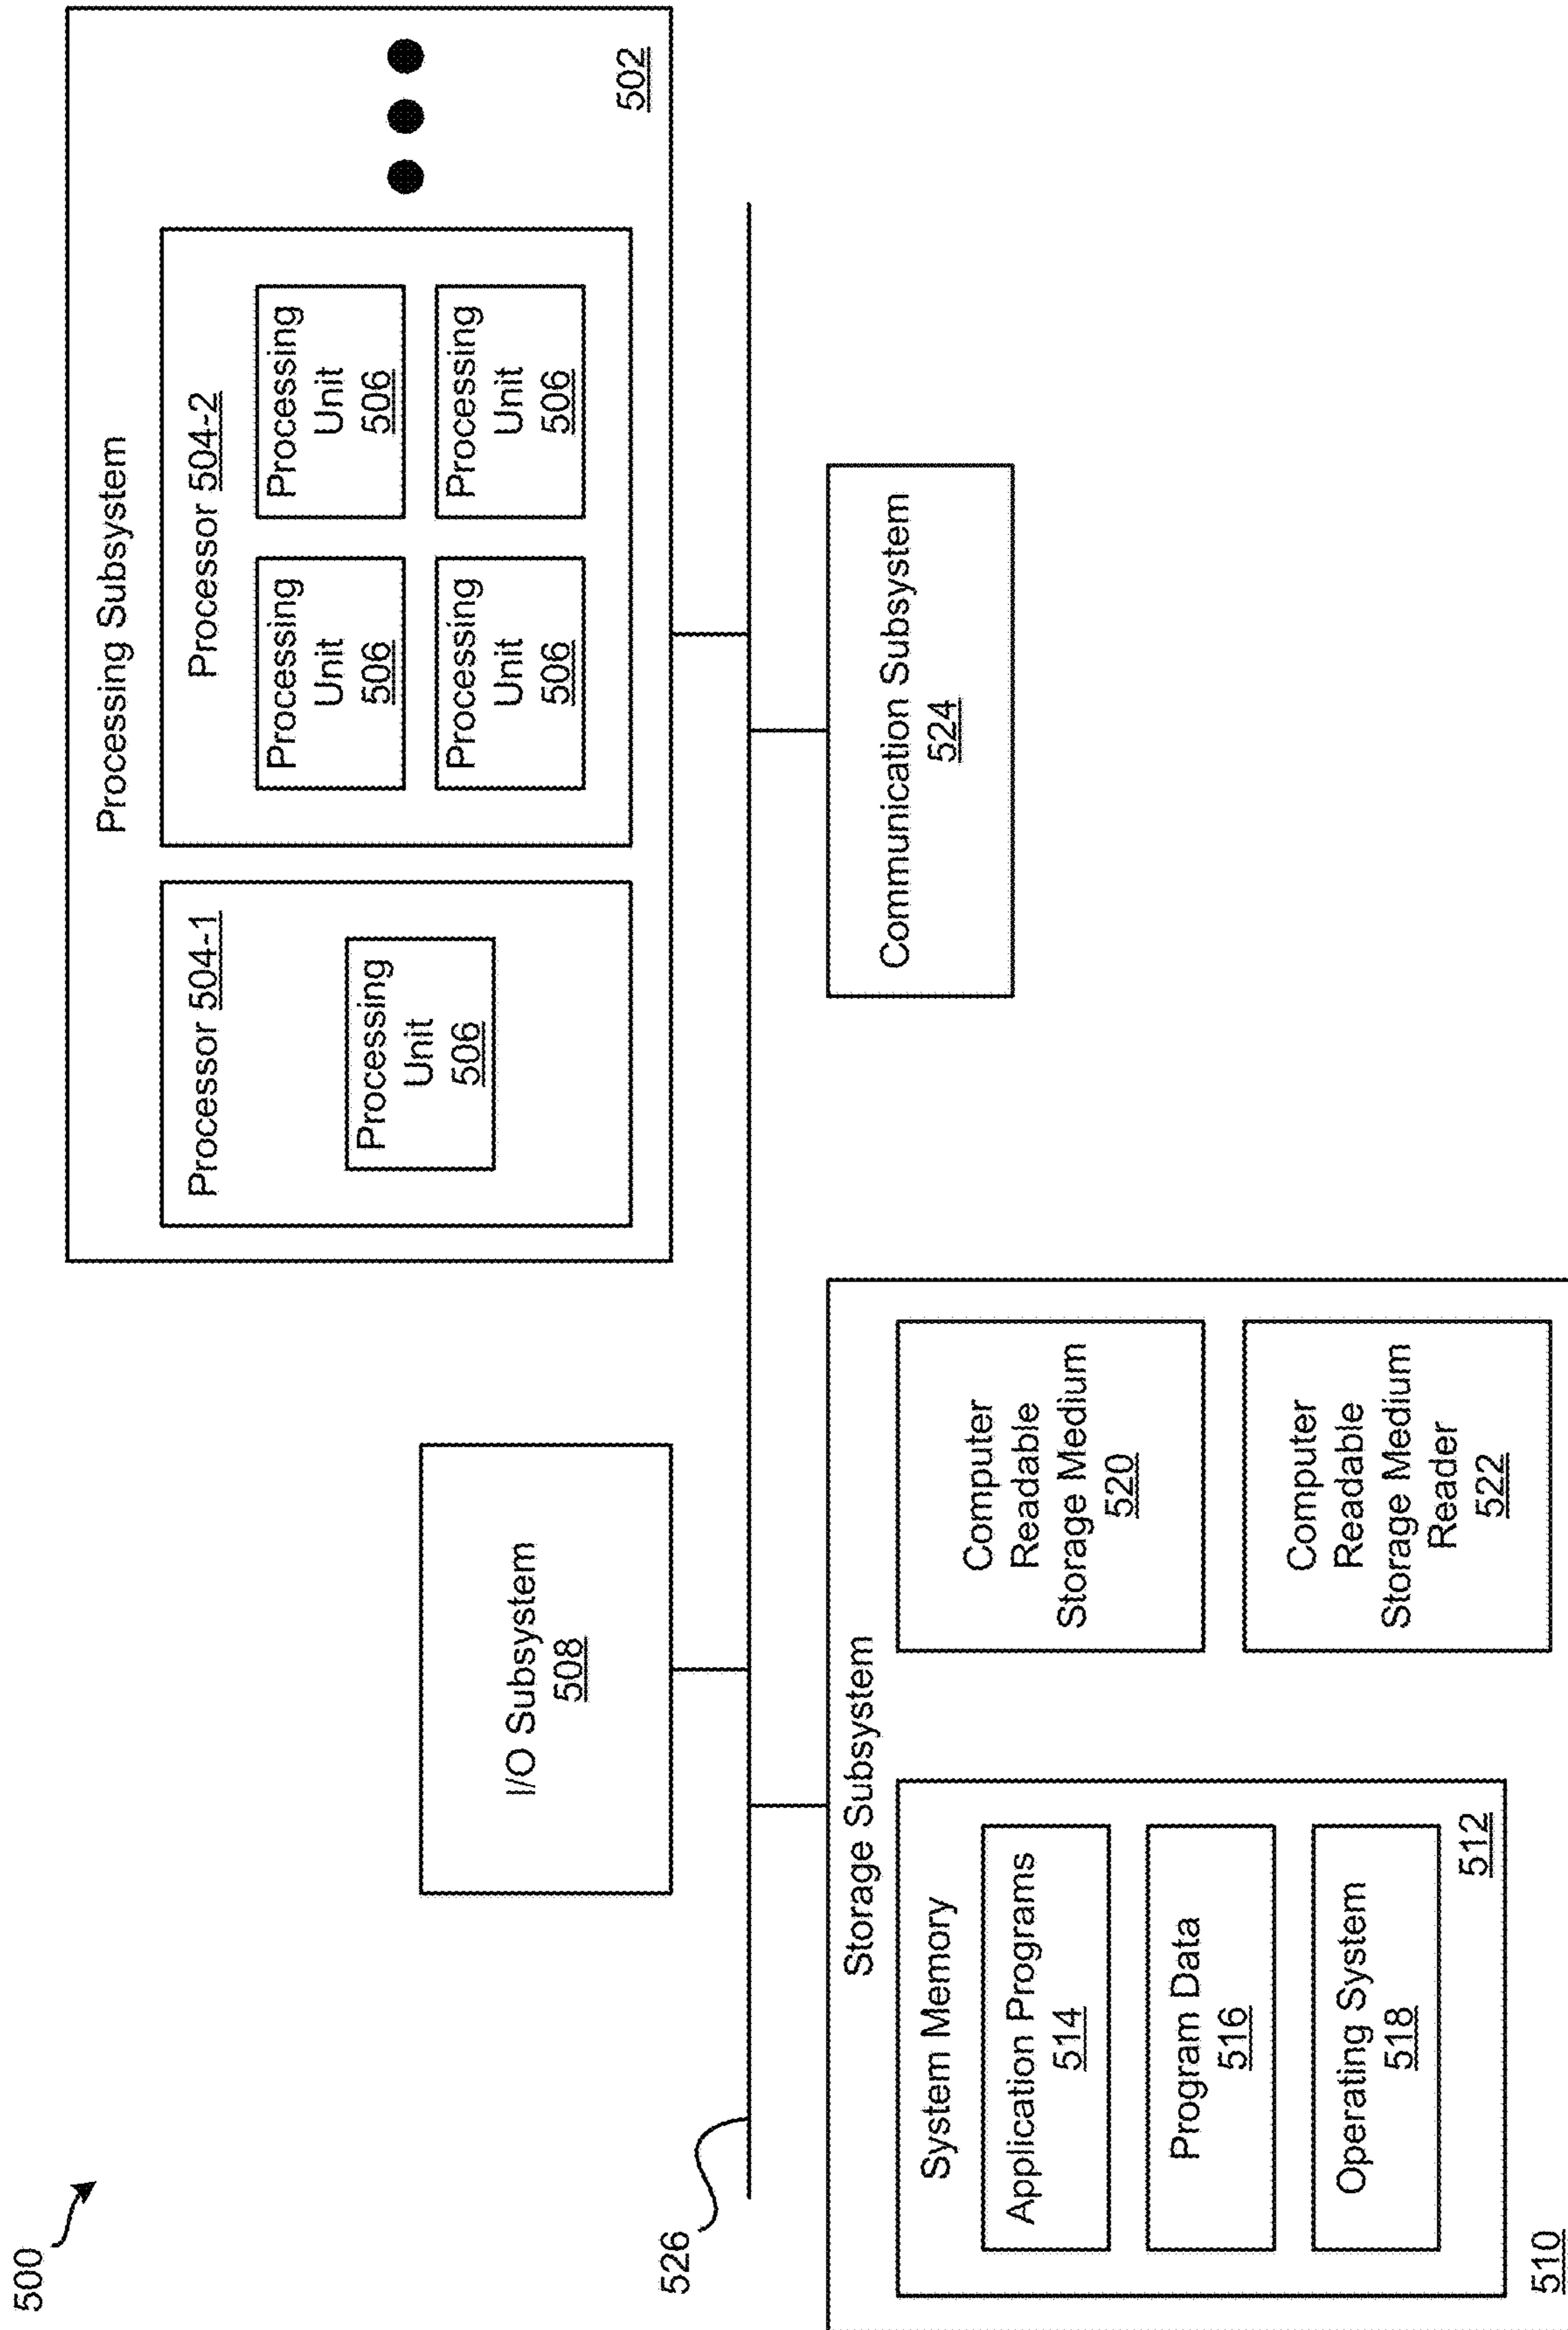 500
Processing Subsystem
Processor 504-1
Processing
Unit
506
Processor 504-2
Processing
Unit
506
Processing
Unit
506
Processing
Unit
506
Processing
Unit
506
502
I/O Subsystem
508
526
Storage Subsystem
System Memory
Application Programs
514
Program Data
516
Operating System
518
512
Computer
Readable
Storage Medium
520
Computer
Readable
Storage Medium
Reader
522
510
Communication Subsystem
524